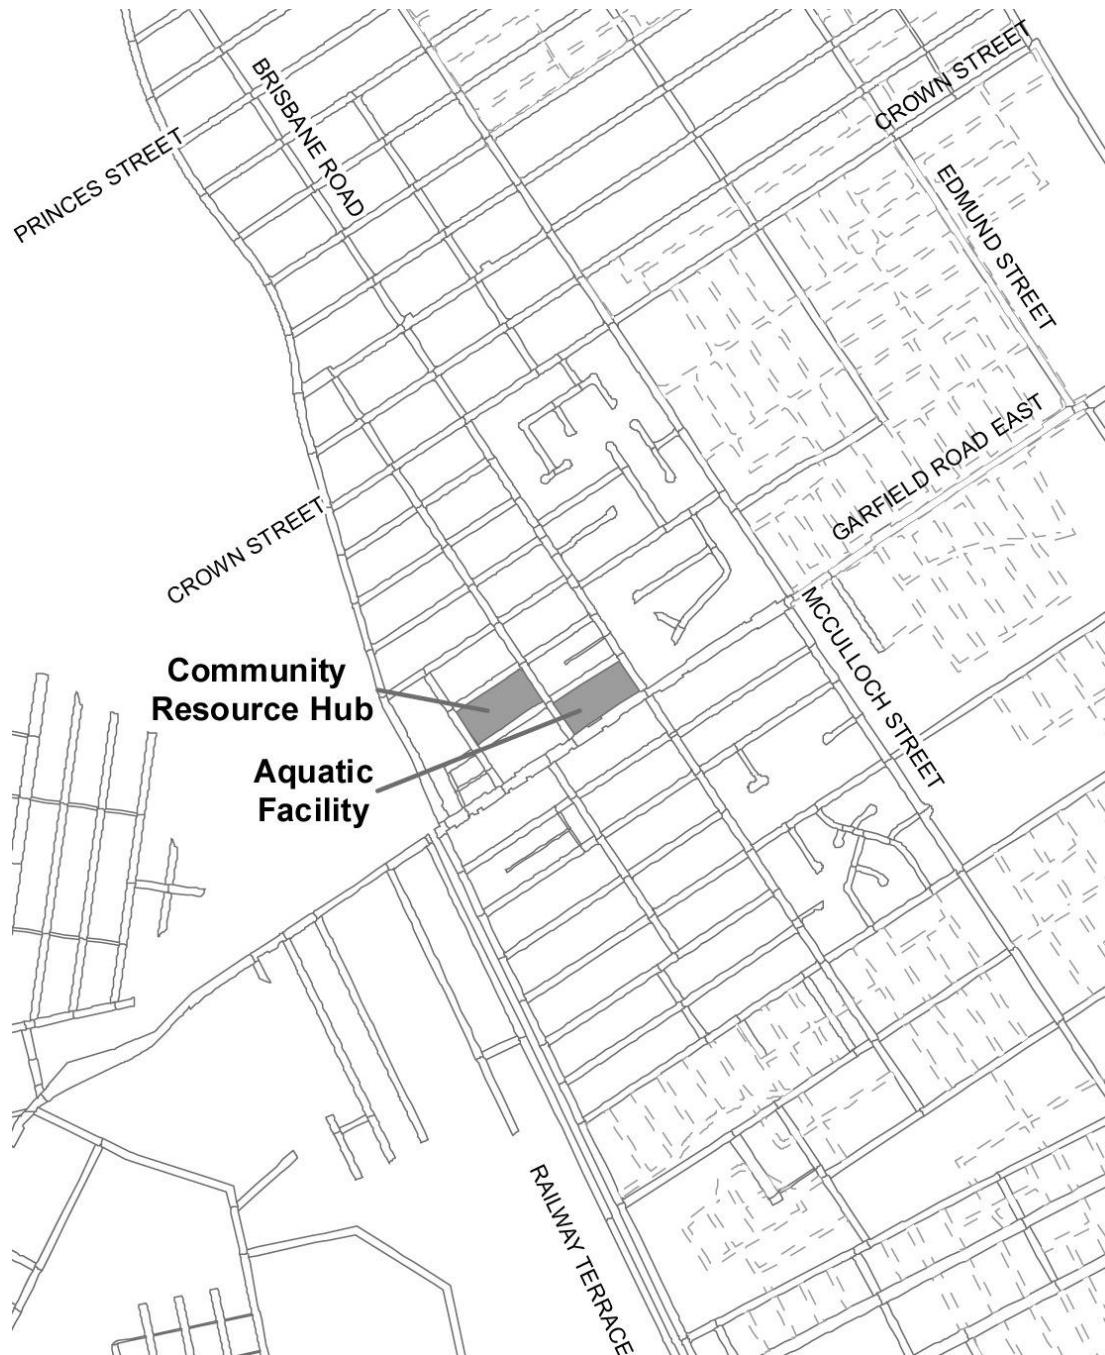 CROWN STREET
BRISBANE ROAD
PRINCES STREET
EDMUND STREET
GARFIELD ROAD EAST
CROWN STREET
MCCULLOCH STREET
Community
Resource Hub
Aquatic
Facility
RAILWAY TERRACE